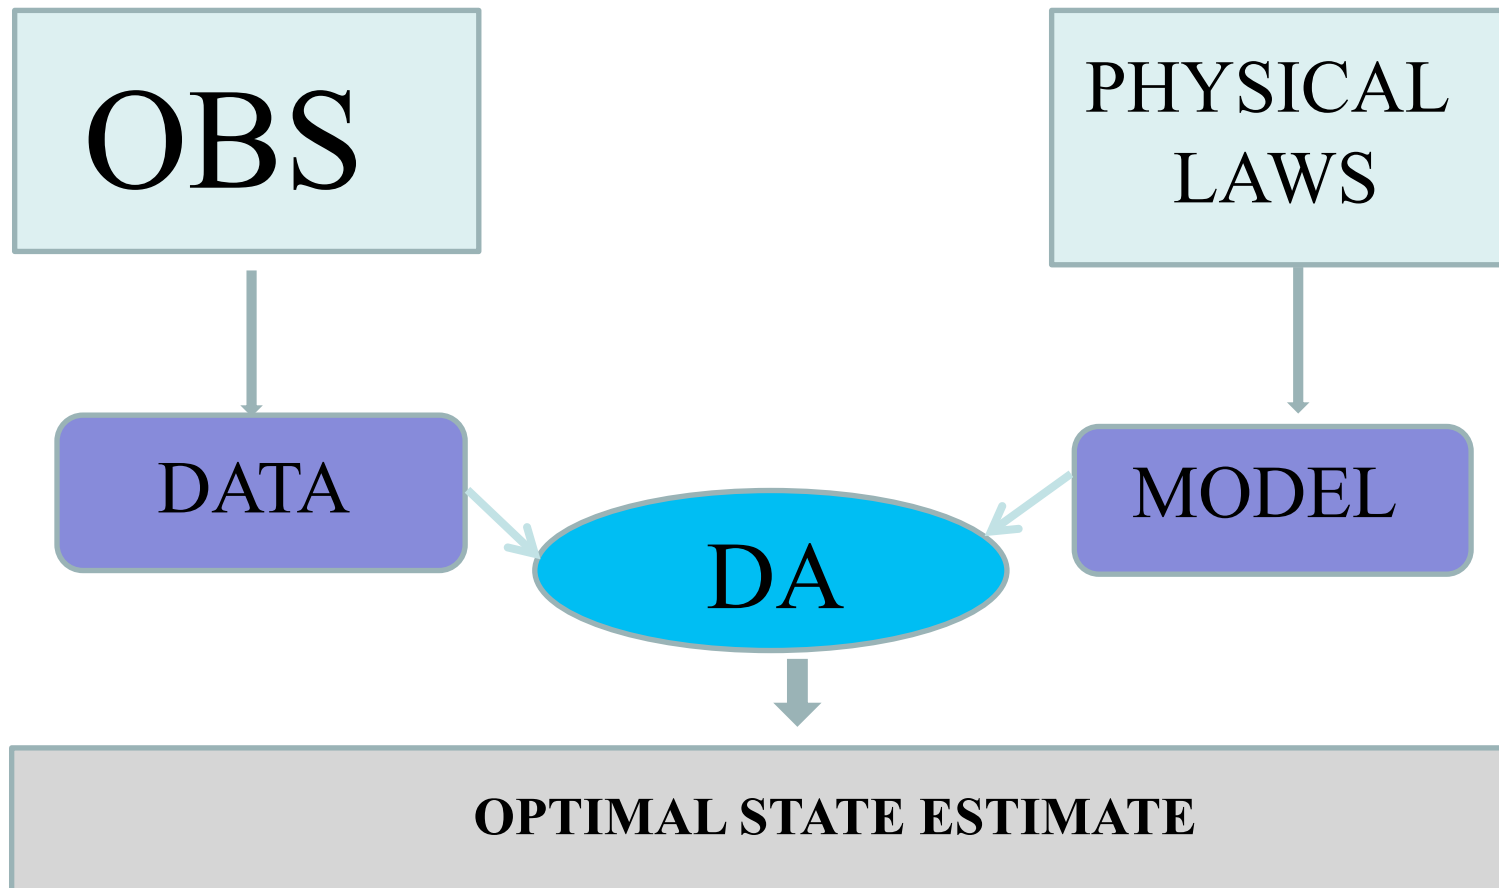 OBS
PHYSICAL
LAWS
DATA
MODEL
DA
OPTIMAL STATE ESTIMATE